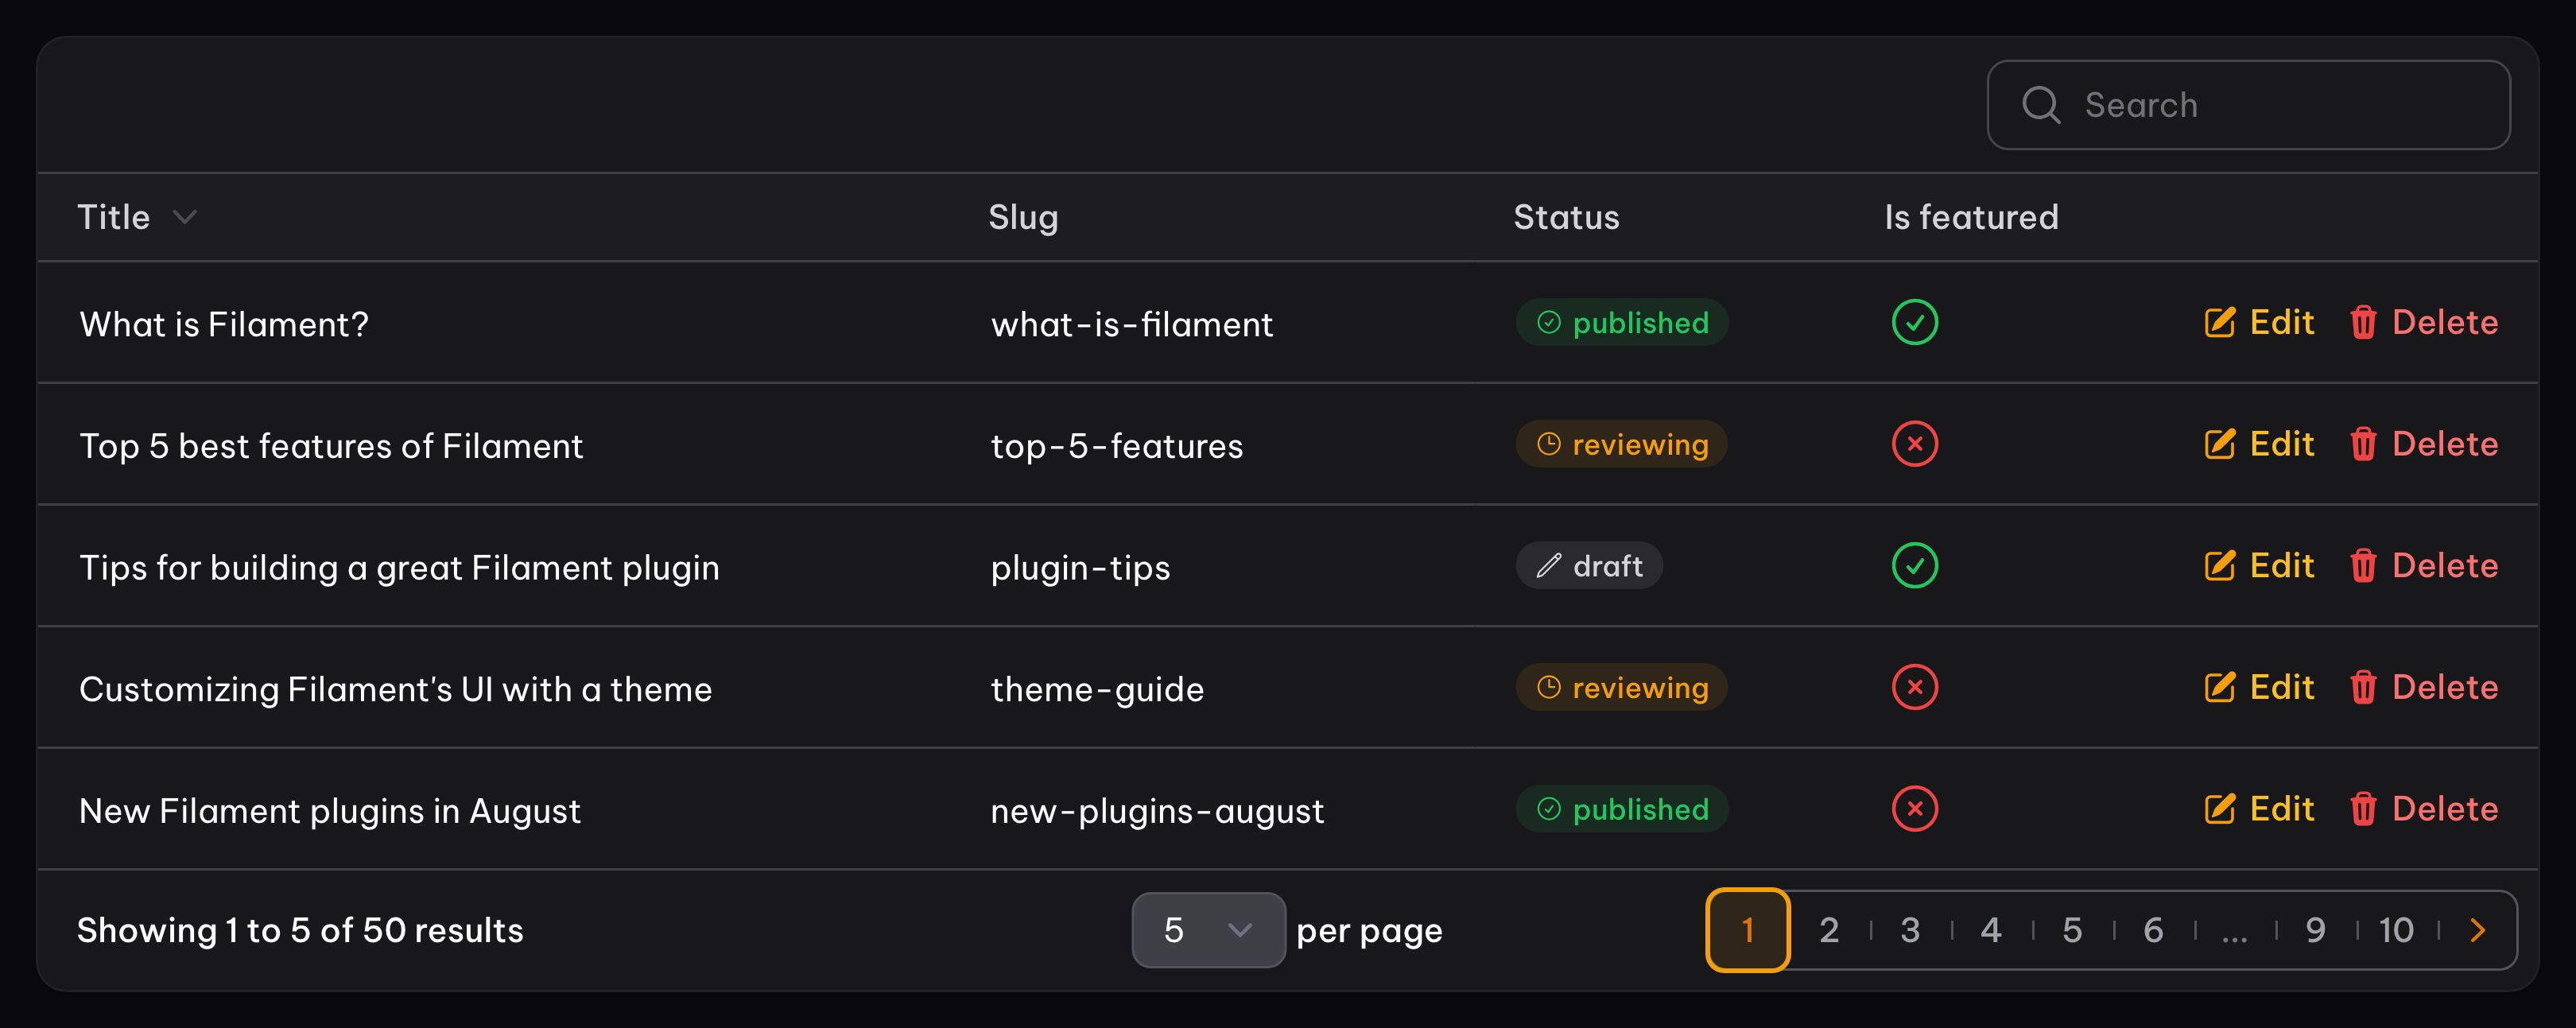 Search
Title Slug Status Is featured
What is Filament? what-is-filament published Edit Delete
Top 5 best features of Filament top-5-features reviewing Edit Delete
Tips for building a great Filament plugin plugin-tips draft Edit Delete
Customizing Filament's UI with a theme theme-guide reviewing Edit Delete
New Filament plugins in August new-plugins-august published Edit Delete
Showing 1 to 5 of 50 results 5 per page 1 2 3 4 5 6 ... 9 10